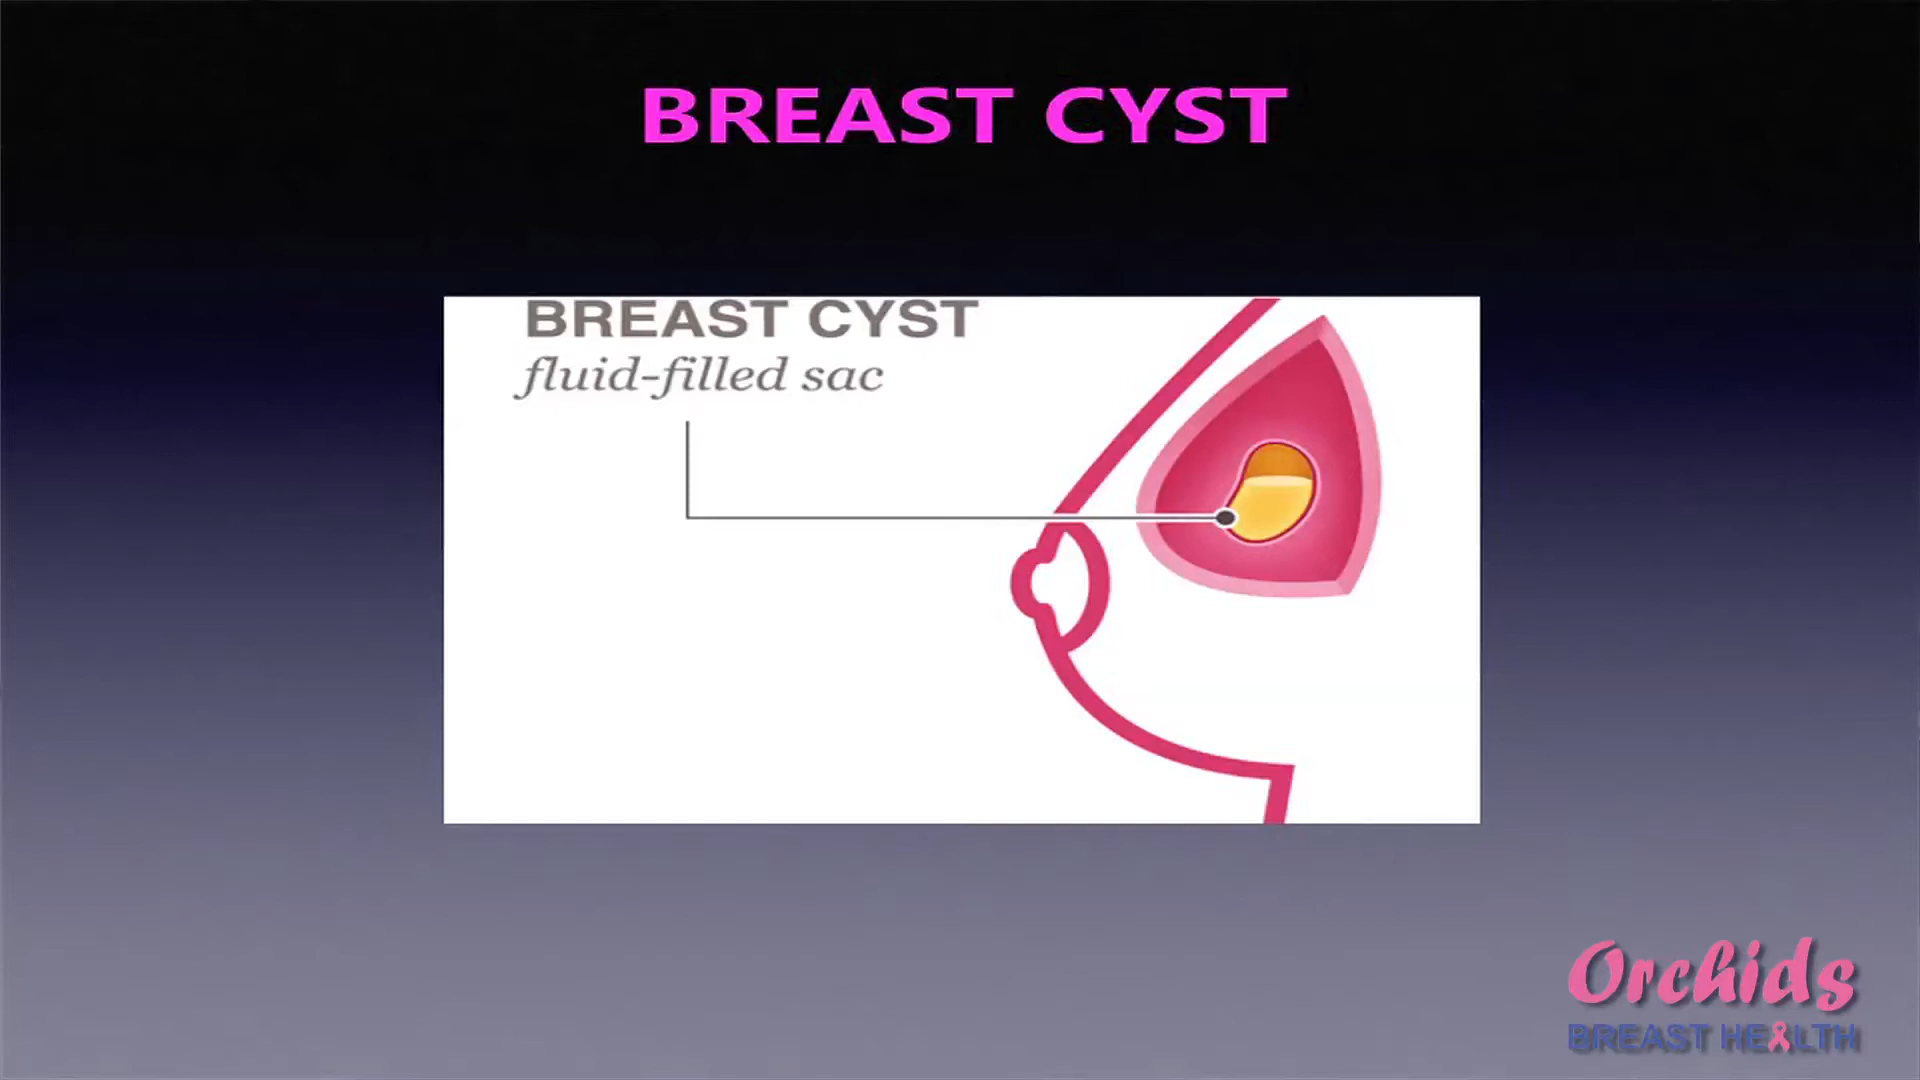 BREAST CYST
BREAST CYST
fluid-filled sac
Orchids
BREAST HEALTH